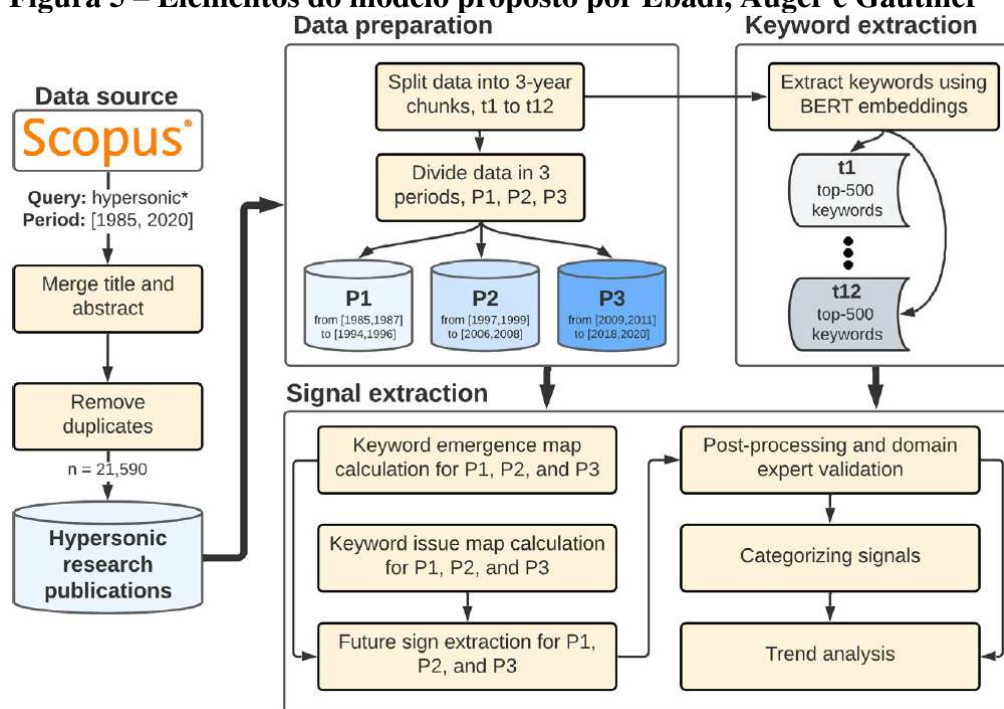 Figura 5 – Elementos do modelo proposto por Ebadi, Auger e Gauthier
Data source
Scopus®
Query: hypersonic*
Period: [1985, 2020]
Merge title and
abstract
Remove
duplicates
n = 21,590
Hypersonic
research
publications
Data preparation
Split data into 3-year
chunks, t1 to t12
Divide data in 3
periods, P1, P2, P3
P1
from [1985,1987]
to [1994,1996]
P2
from [1997,1999]
to [2006,2008]
P3
from [2009,2011]
to [2018,2020]
Keyword extraction
Extract keywords using
BERT embeddings
t1
top-500
keywords
t12
top-500
keywords
Signal extraction
Keyword emergence map
calculation for P1, P2, and P3
Keyword issue map calculation
for P1, P2, and P3
Future sign extraction for P1,
P2, and P3
Post-processing and domain
expert validation
Categorizing signals
Trend analysis